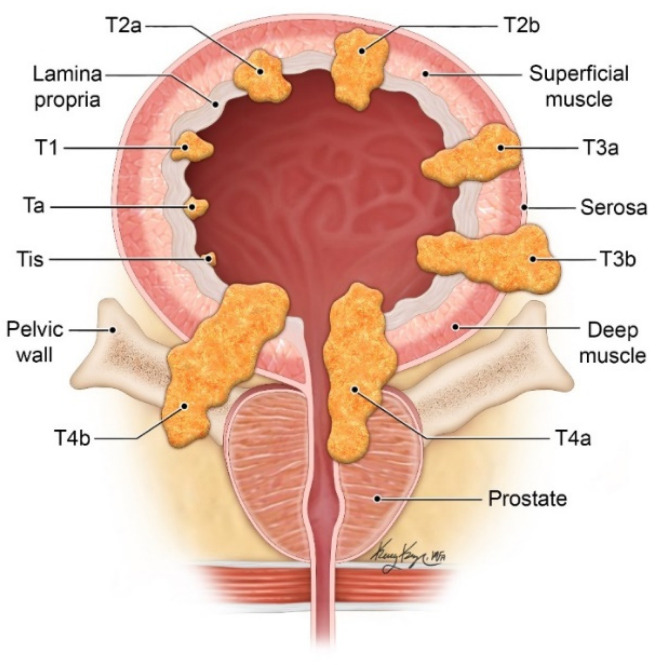 T2a
T2b
Lamina
propria
Superficial
muscle
T1
T3a
Ta
Serosa
Tis
T3b
Pelvic
wall
Deep
muscle
T4b
T4a
Prostate